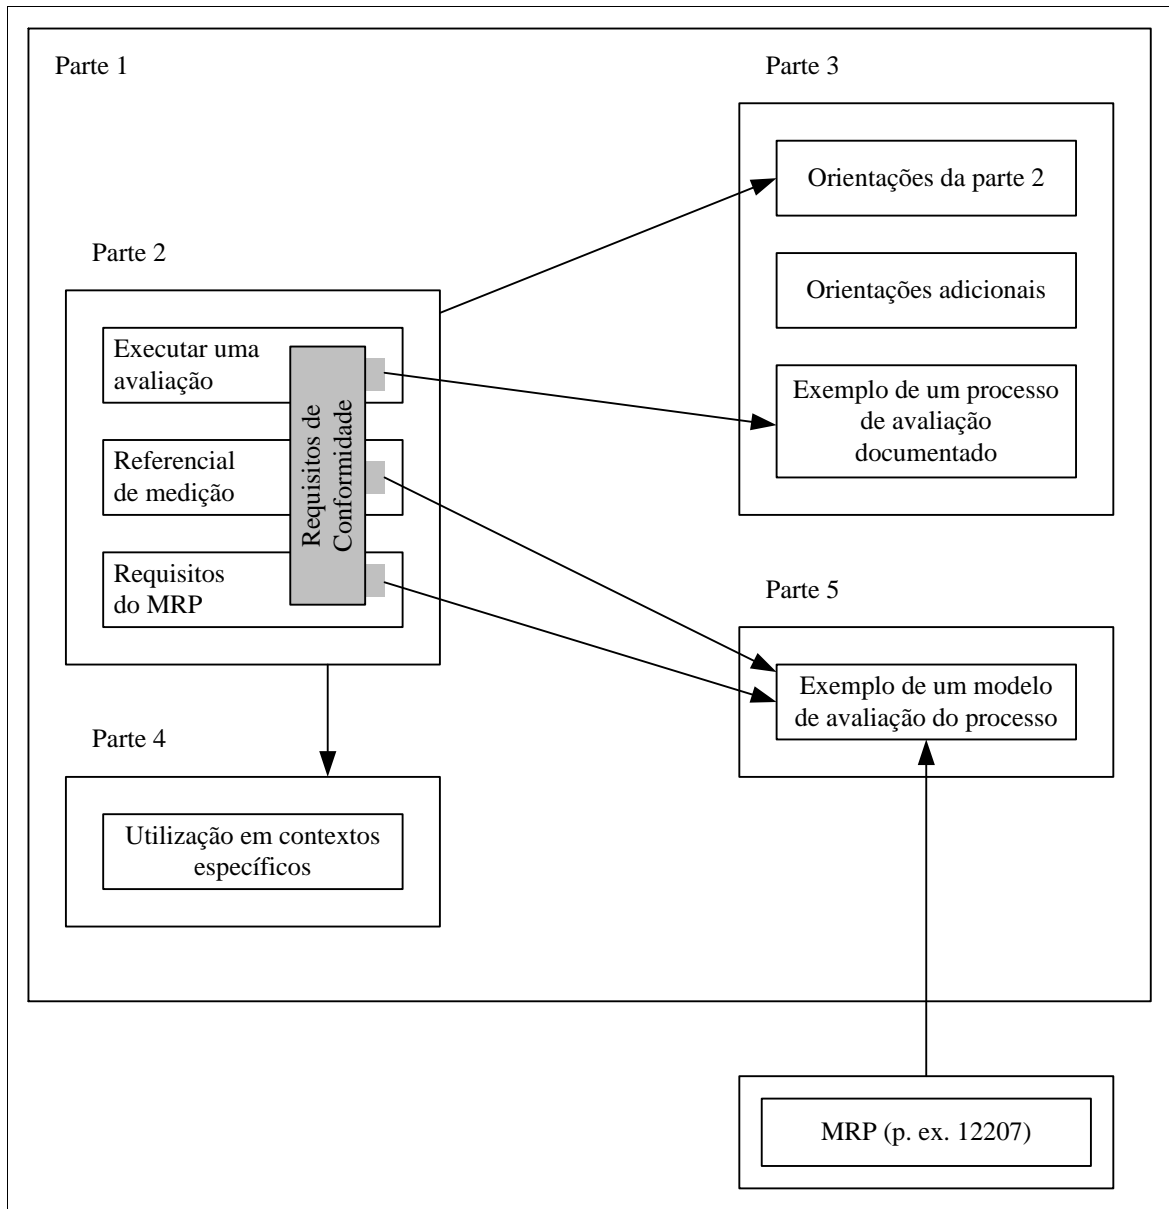 Parte 1
Parte 3
Orientações da parte 2
Orientações adicionais
Exemplo de um processo
de avaliação
documentado
Parte 2
Executar uma
avaliação
Referencial
de medição
Requisitos
do MRP
Requisitos de
Conformidade
Parte 5
Exemplo de um modelo
de avaliação do processo
Parte 4
Utilização em contextos
específicos
MRP (p. ex. 12207)